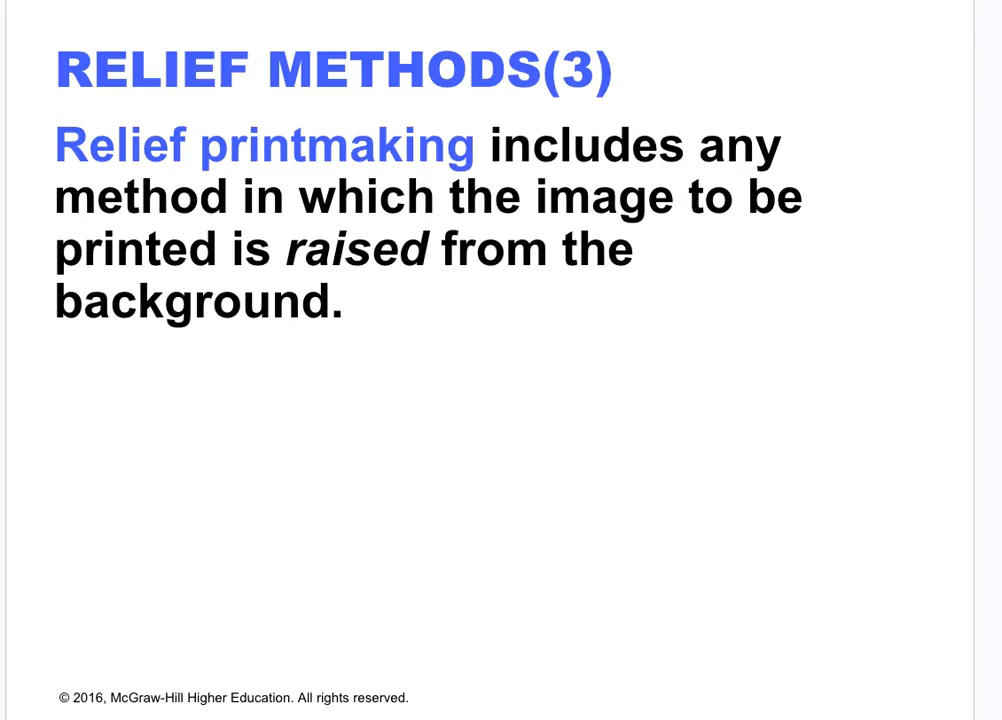 RELIEF METHODS(3)
Relief printmaking includes any
method in which the image to be
printed is raised from the
background.
© 2016, McGraw-Hill Higher Education. All rights reserved.